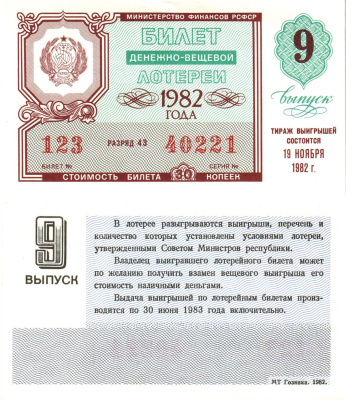 МИНИСТЕРСТВО ФИНАНСОВ РСФСР
БИЛЕТ
ДЕНЕЖНО-ВЕЩЕВОЙ
ЛОТЕРЕИ
1982
ГОДА
123 РАЗРЯД 43 40221
БИЛЕТ № СЕРИЯ №
СТОИМОСТЬ БИЛЕТА 30 КОПЕЕК
9
выпуск
ТИРАЖ ВЫИГРЫШЕЙ
СОСТОИТСЯ
19 НОЯБРЯ
1982 г.
9
ВЫПУСК
В лотерее разыгрываются выигрыши, перечень и
количество которых установлены условиями лотереи,
утвержденными Советом Министров республики.
Владелец выигравшего лотерейного билета может
по желанию получить взамен вещевого выигрыша его
стоимость наличными деньгами.
Выдача выигрышей по лотерейным билетам произ-
водится по 30 июня 1983 года включительно.
МТ Гознака. 1982.